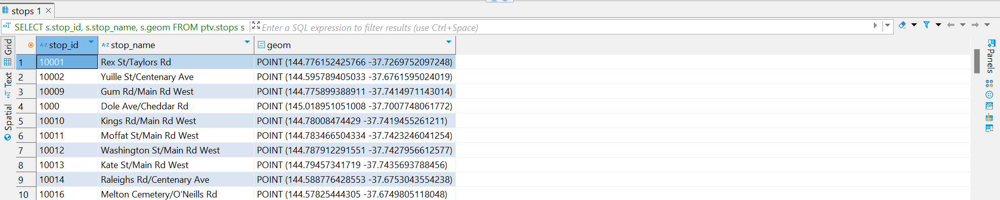 stops 1
SELECT s.stop_id, s.stop_name, s.geom FROM ptv.stops s . Enter a SQL expression to filter results (use Ctrl+Space)
Grid
Text
Spatial
Panels
A-Z stop_id A-Z stop_name geom
1 10001 Rex St/Taylors Rd POINT (144.776152425766 -37.7269752097248)
2 10002 Yuille St/Centenary Ave POINT (144.595789405033 -37.6761595024019)
3 10009 Gum Rd/Main Rd West POINT (144.775899388911 -37.7414971143014)
4 1000 Dole Ave/Cheddar Rd POINT (145.018951051008 -37.7007748061772)
5 10010 Kings Rd/Main Rd West POINT (144.78008474429 -37.7419455261211)
6 10011 Moffat St/Main Rd West POINT (144.783466504334 -37.7423246041254)
7 10012 Washington St/Main Rd West POINT (144.787912291551 -37.7427956612577)
8 10013 Kate St/Main Rd West POINT (144.79457341719 -37.7435693788456)
9 10014 Raleighs Rd/Centenary Ave POINT (144.588776428553 -37.6753043554238)
10 10016 Melton Cemetery/O'Neills Rd POINT (144.57825444305 -37.6749805118048)